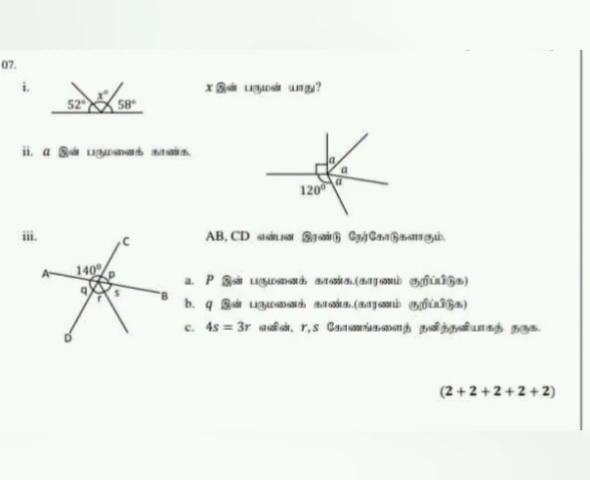 07.
i.
x° 52° 58°
x இன் பருமன் யாது?
ii. a இன் பருமனைக் காண்க.
a a a 120°
iii.
AB, CD என்பன இரண்டு நேர்கோடுகளாகும்.
C A 140° p q s r B D
a. P இன் பருமனைக் காண்க.(காரணம் குறிப்பிடுக)
b. q இன் பருமனைக் காண்க.(காரணம் குறிப்பிடுக)
c. 4s = 3r எனின், r, s கோணங்களைத் தனித்தனியாகத் தருக.
(2 + 2 + 2 + 2 + 2)